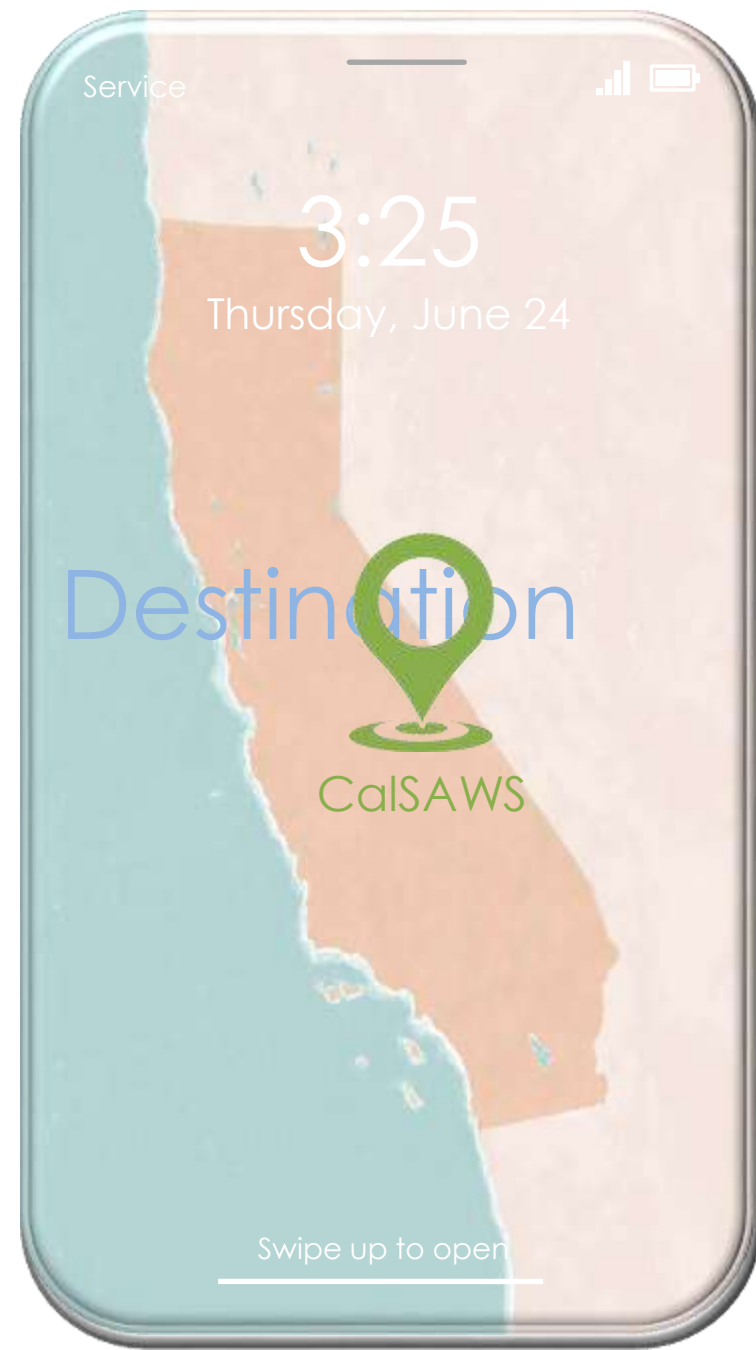 Service
3:25
Thursday, June 24
Destination
CalSAWS
Swipe up to open